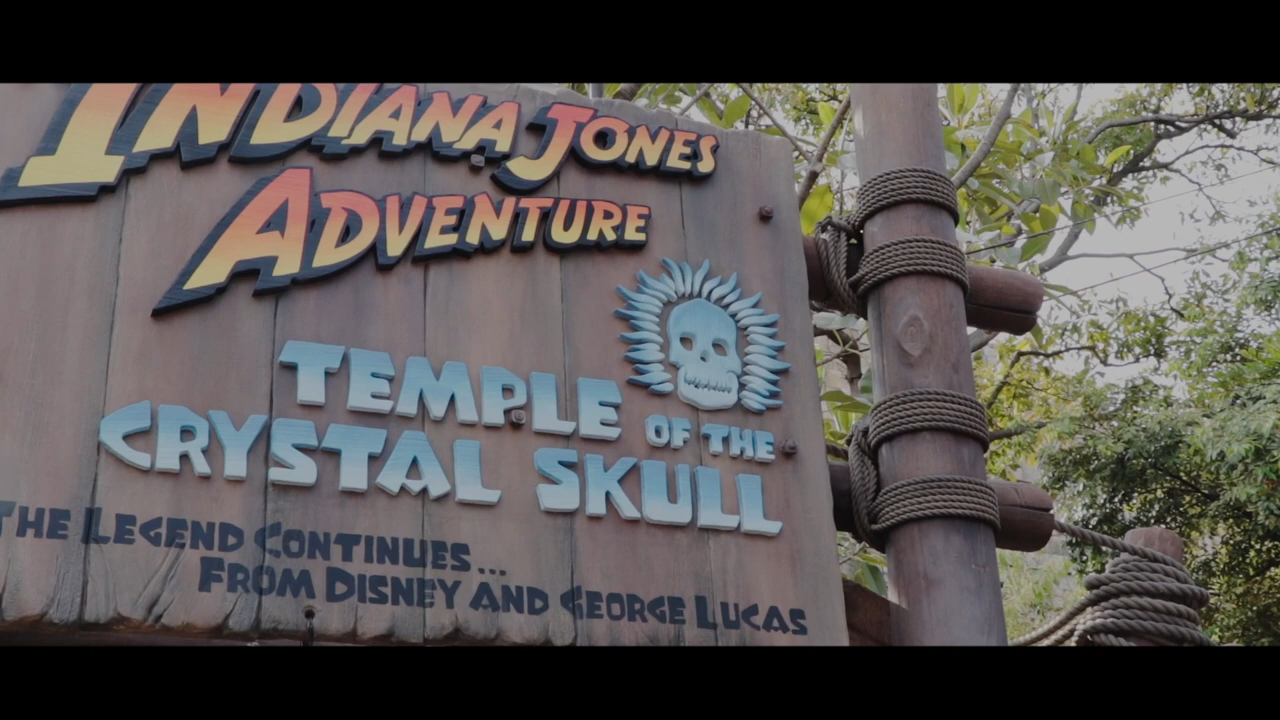 INDIANA JONES
ADVENTURE
TEMPLE
OF THE
CRYSTAL SKULL
THE LEGEND CONTINUES...
FROM DISNEY AND GEORGE LUCAS